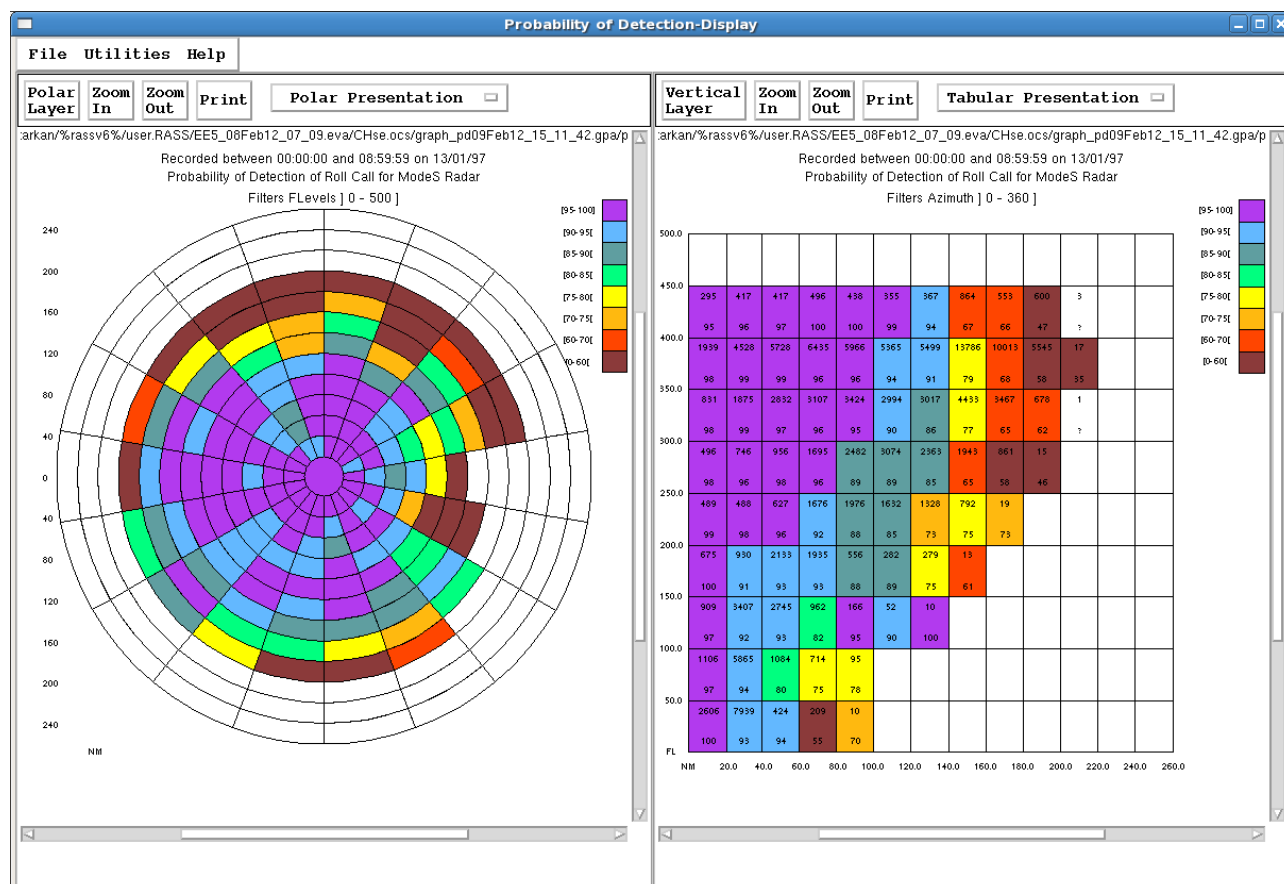 Probability of Detection-Display
File Utilities Help
Polar Layer
Zoom In
Zoom Out
Print
Polar Presentation
:arkan/%rassv6%/user.RASS/EE5_08Feb12_07_09.eva/CHse.ocs/graph_pd09Feb12_15_11_42.gpa/p
Recorded between 00:00:00 and 08:59:59 on 13/01/97
Probability of Detection of Roll Call for ModeS Radar
Filters FLevels ] 0 - 500 ]
[95-100]
[90-95[
[85-90[
[80-85[
[75-80[
[70-75[
[60-70[
[0-60[
240
200
160
120
80
40
0
40
80
120
160
200
240
NM
Vertical Layer
Zoom In
Zoom Out
Print
Tabular Presentation
:arkan/%rassv6%/user.RASS/EE5_08Feb12_07_09.eva/CHse.ocs/graph_pd09Feb12_15_11_42.gpa/p
Recorded between 00:00:00 and 08:59:59 on 13/01/97
Probability of Detection of Roll Call for ModeS Radar
Filters Azimuth ] 0 - 360 ]
[95-100]
[90-95[
[85-90[
[80-85[
[75-80[
[70-75[
[60-70[
[0-60[
500.0
450.0
295 417 417 496 438 355 367 864 553 600 3
95 96 97 100 100 99 94 67 66 47 ?
400.0
1939 4528 5728 6435 5966 5365 5499 13786 10013 5545 17
98 99 99 96 96 94 91 79 68 58 35
350.0
831 1875 2832 3107 3424 2994 3017 4433 3467 678 1
98 99 97 96 95 90 86 77 65 62 ?
300.0
496 746 956 1695 2482 3074 2363 1943 861 15
98 96 98 96 89 89 85 65 58 46
250.0
489 488 627 1676 1976 1632 1328 792 19
99 98 96 92 88 85 73 75 73
200.0
675 930 2133 1935 556 282 279 13
100 91 93 93 88 89 75 61
150.0
909 3407 2745 962 166 52 10
97 92 93 82 95 90 100
100.0
1106 5865 1084 714 95
97 94 80 75 78
50.0
2606 7939 424 209 10
100 93 94 55 70
FL
NM 20.0 40.0 60.0 80.0 100.0 120.0 140.0 160.0 180.0 200.0 220.0 240.0 260.0